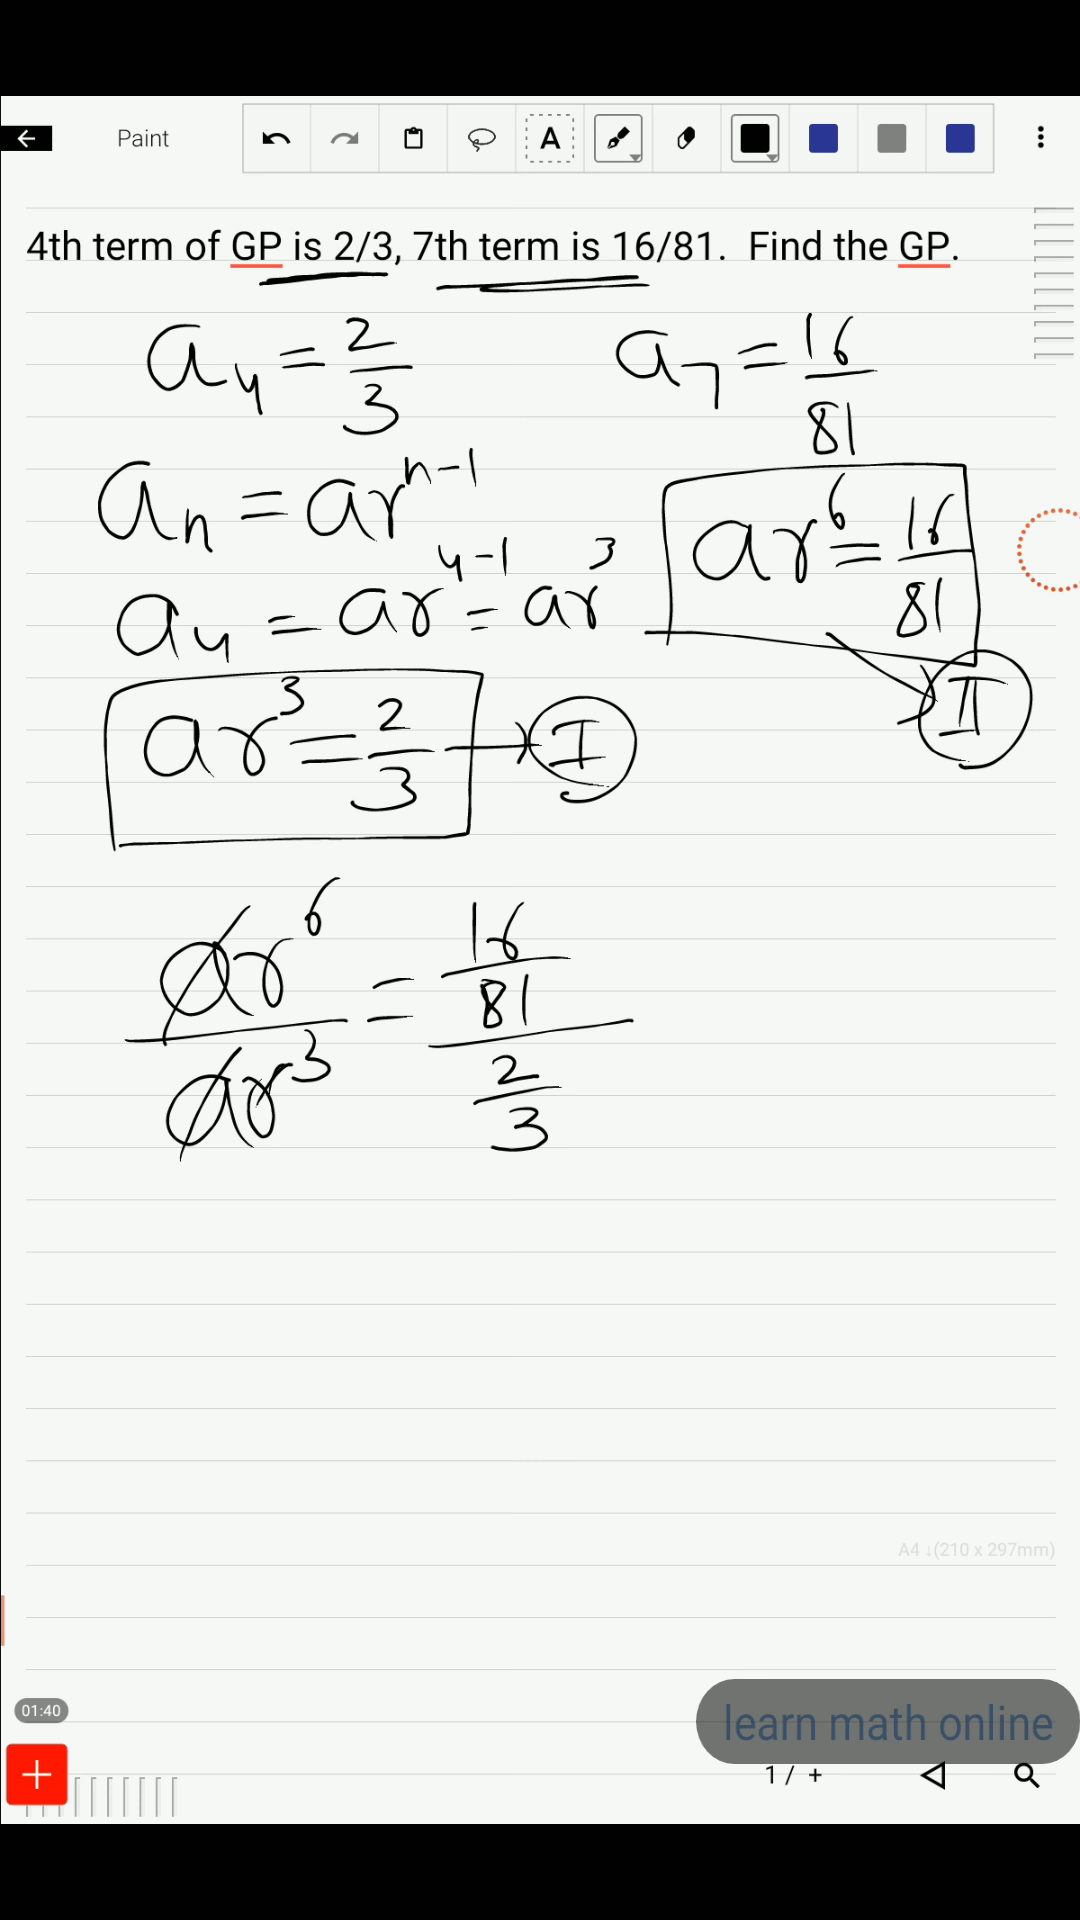 Paint
A
4th term of GP is 2/3, 7th term is 16/81. Find the GP.
a₄ = 2/3
a₇ = 16/81
aₙ = arⁿ⁻¹
a₄ = ar⁴⁻¹ = ar³
ar⁶ = 16/81
II
ar³ = 2/3 → I
ar⁶/ar³ = 16/81 / 2/3
A4 ↓(210 x 297mm)
01:40
learn math online
1 / +